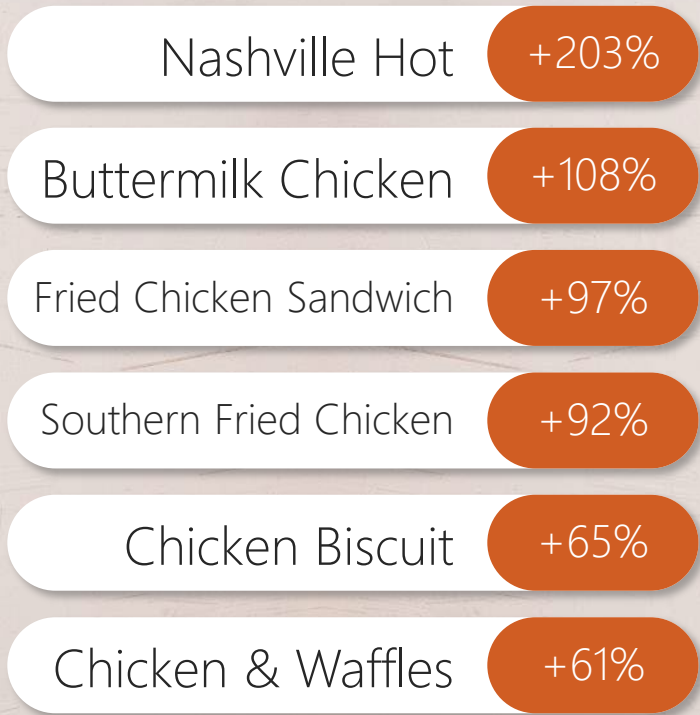 Nashville Hot +203%
Buttermilk Chicken +108%
Fried Chicken Sandwich +97%
Southern Fried Chicken +92%
Chicken Biscuit +65%
Chicken & Waffles +61%